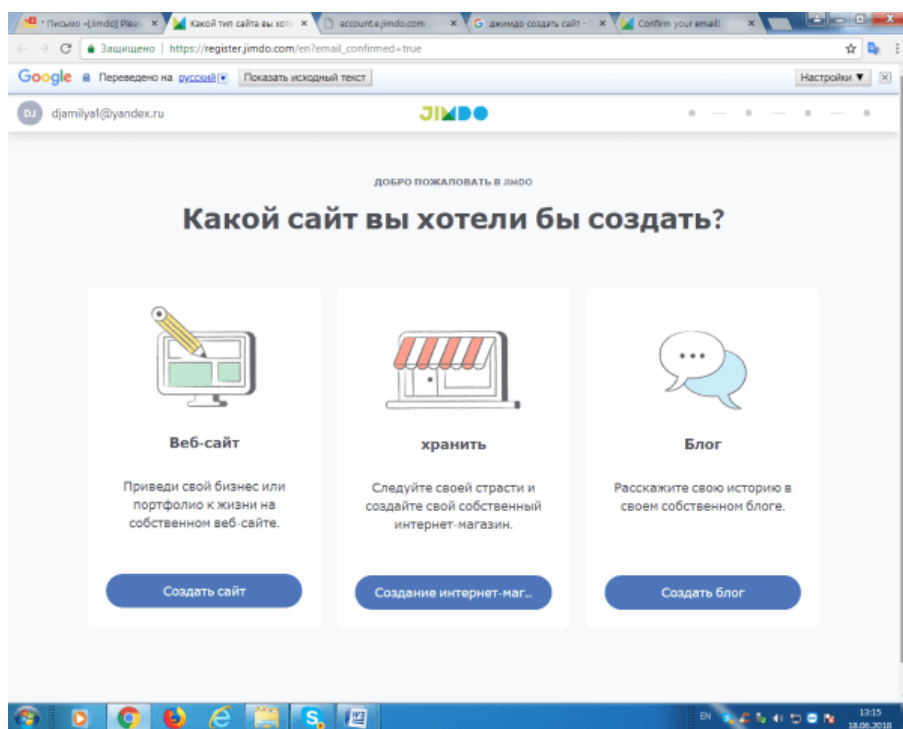 * Письмо «[Jimdo] Plea
Какой тип сайта вы хоти
account.e.jimdo.com
джимдо создать сайт -
Confirm your email!
Защищено | https://register.jimdo.com/en?email_confirmed=true
Google Переведено на русский Показать исходный текст Настройки ▼
DJ djamilya1@yandex.ru JIMDO
ДОБРО ПОЖАЛОВАТЬ В JIMDO
Какой сайт вы хотели бы создать?
Веб-сайт
Приведи свой бизнес или
портфолио к жизни на
собственном веб-сайте.
Создать сайт
хранить
Следуйте своей страсти и
создайте свой собственный
интернет-магазин.
Создание интернет-маг...
Блог
Расскажите свою историю в
своем собственном блоге.
Создать блог
EN
13:15
18.06.2018